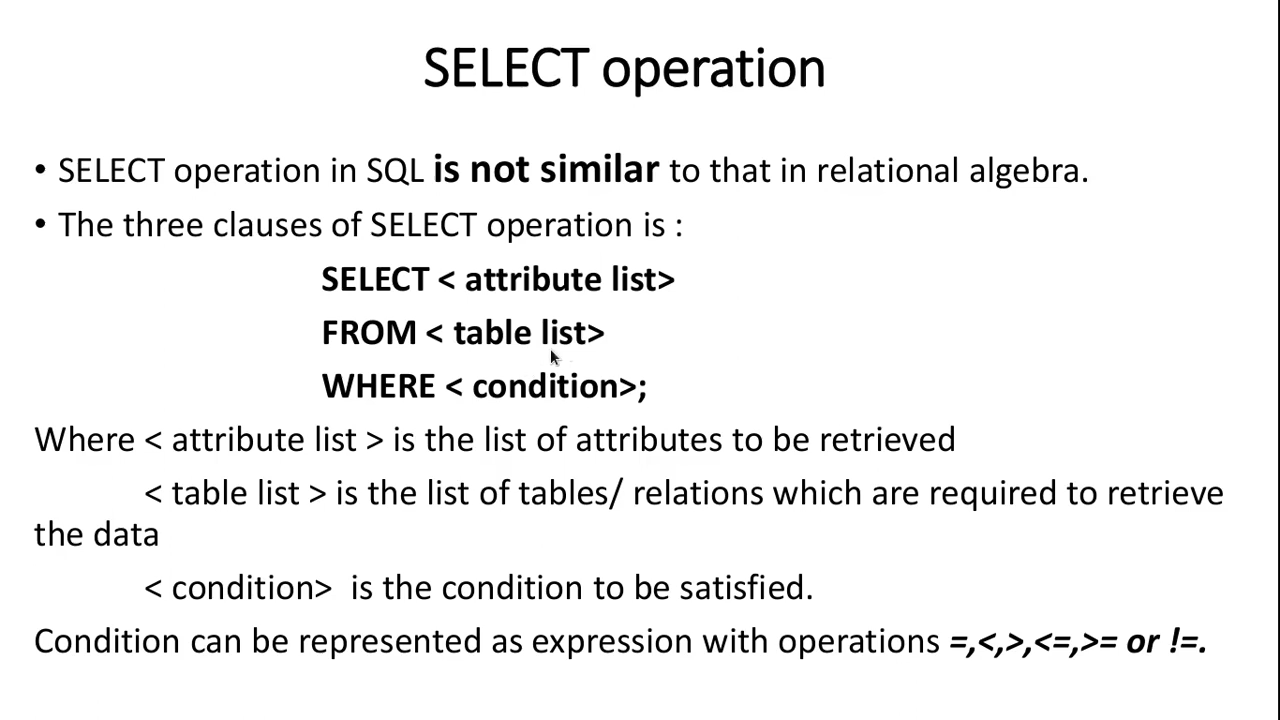 SELECT operation
• SELECT operation in SQL is not similar to that in relational algebra.
• The three clauses of SELECT operation is :
SELECT < attribute list>
FROM < table list>
WHERE < condition>;
Where < attribute list > is the list of attributes to be retrieved
< table list > is the list of tables/ relations which are required to retrieve
the data
< condition>  is the condition to be satisfied.
Condition can be represented as expression with operations =,<,>,<=,>= or !=.